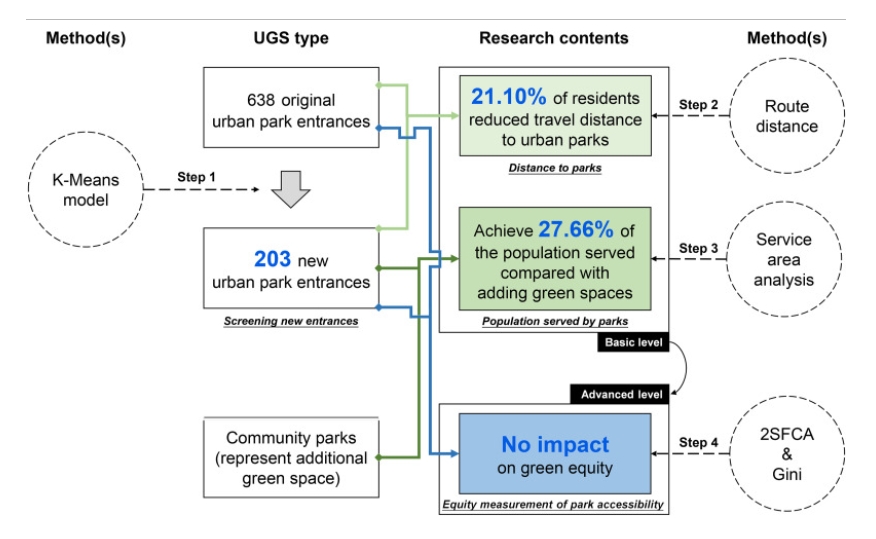 Method(s)
UGS type
Research contents
Method(s)
638 original
urban park entrances
21.10% of residents
reduced travel distance
to urban parks
Step 2
Route
distance
Distance to parks
K-Means
model
Step 1
203 new
urban park entrances
Screening new entrances
Achieve 27.66% of
the population served
compared with
adding green spaces
Step 3
Service
area
analysis
Population served by parks
Basic level
Advanced level
Community parks
(represent additional
green space)
No impact
on green equity
Step 4
2SFCA
&
Gini
Equity measurement of park accessibility